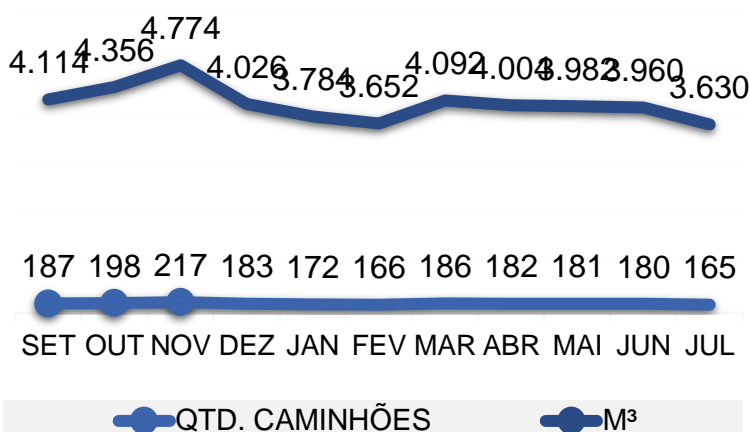 4.114 4.356 4.774 4.026 3.784 3.652 4.092 4.004 3.982 3.960 3.630
187 198 217 183 172 166 186 182 181 180 165
SET OUT NOV DEZ JAN FEV MAR ABR MAI JUN JUL
QTD. CAMINHÕES M³